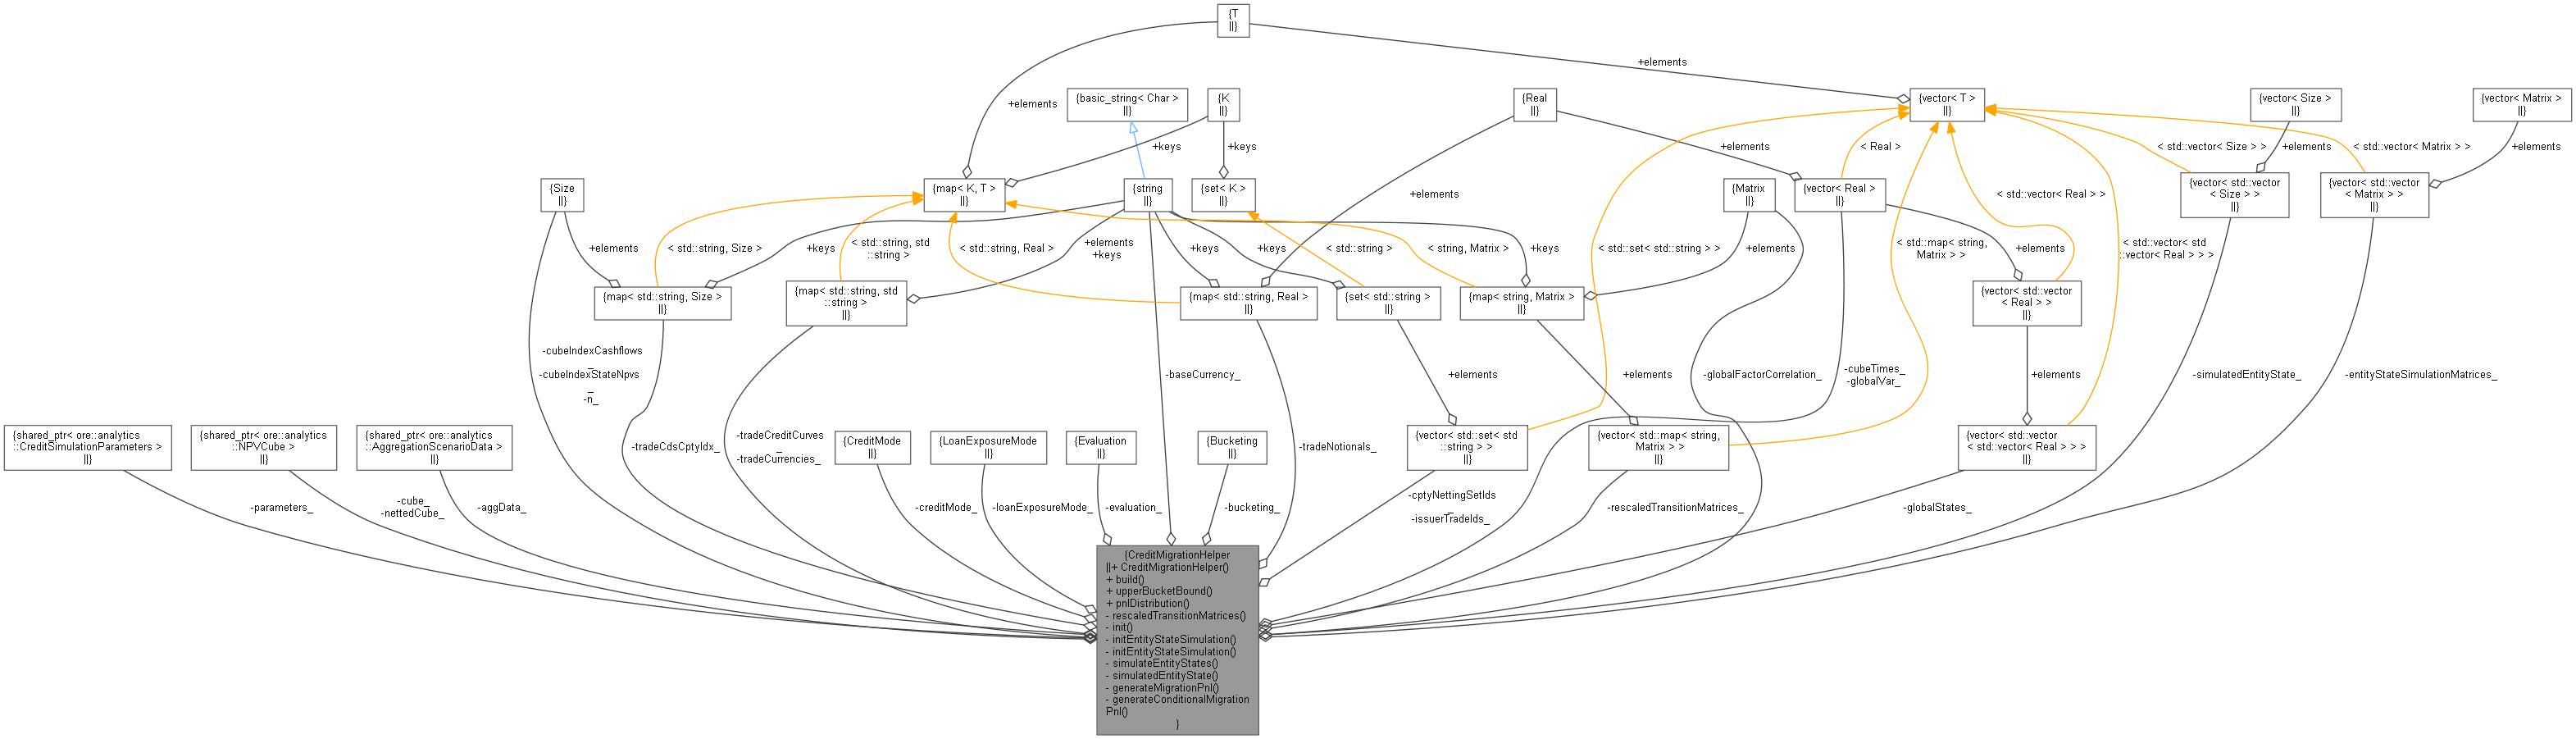 {T
||}
+elements
{basic_string< Char >
||}
{K
||}
{Real
||}
{vector< T >
||}
{vector< Size >
||}
{vector< Matrix >
||}
+elements
+keys
+keys
+elements
< Real >
< std::vector< Size > >
+elements
< std::vector< Matrix > >
+elements
{Size
||}
{map< K, T >
||}
{string
||}
{set< K >
||}
+elements
{Matrix
||}
{vector< Real >
||}
< std::vector< Real > >
{vector< std::vector
< Size > >
||}
{vector< std::vector
< Matrix > >
||}
+elements
< std::string, Size >
+keys
< std::string, std
::string >
< std::string, Real >
+elements
+keys
+keys
+keys
< std::string >
< string, Matrix >
+keys
< std::set< std::string > >
+elements
< std::map< string,
Matrix > >
+elements
< std::vector< std
::vector< Real > > >
{map< std::string, Size >
||}
{map< std::string, std
::string >
||}
{map< std::string, Real >
||}
{set< std::string >
||}
{map< string, Matrix >
||}
{vector< std::vector
< Real > >
||}
-cubeIndexCashflows
_
-cubeIndexStateNpvs
_
-n_
-baseCurrency_
+elements
+elements
-globalFactorCorrelation_
-cubeTimes_
-globalVar_
+elements
-simulatedEntityState_
-entityStateSimulationMatrices_
{shared_ptr< ore::analytics
::CreditSimulationParameters >
||}
{shared_ptr< ore::analytics
::NPVCube >
||}
{shared_ptr< ore::analytics
::AggregationScenarioData >
||}
-tradeCdsCptyIdx_
-tradeCreditCurves
_
-tradeCurrencies_
{CreditMode
||}
{LoanExposureMode
||}
{Evaluation
||}
{Bucketing
||}
-tradeNotionals_
{vector< std::set< std
::string > >
||}
{vector< std::map< string,
Matrix > >
||}
{vector< std::vector
< std::vector< Real > > >
||}
-parameters_
-cube_
-nettedCube_
-aggData_
-creditMode_
-loanExposureMode_
-evaluation_
-bucketing_
-cptyNettingSetIds
_
-issuerTradeIds_
-rescaledTransitionMatrices_
-globalStates_
{CreditMigrationHelper
||+ CreditMigrationHelper()
+ build()
+ upperBucketBound()
+ pnlDistribution()
- rescaledTransitionMatrices()
- init()
- initEntityStateSimulation()
- initEntityStateSimulation()
- simulateEntityStates()
- simulatedEntityState()
- generateMigrationPnl()
- generateConditionalMigration
Pnl()
}